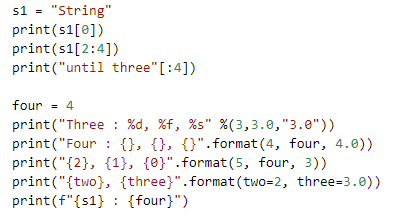 s1 = "String"
print(s1[0])
print(s1[2:4])
print("until three"[:4])
four = 4
print("Three : %d, %f, %s" %(3,3.0,"3.0"))
print("Four : {}, {}, {}".format(4, four, 4.0))
print("{2}, {1}, {0}".format(5, four, 3))
print("{two}, {three}".format(two=2, three=3.0))
print(f"{s1} : {four}")